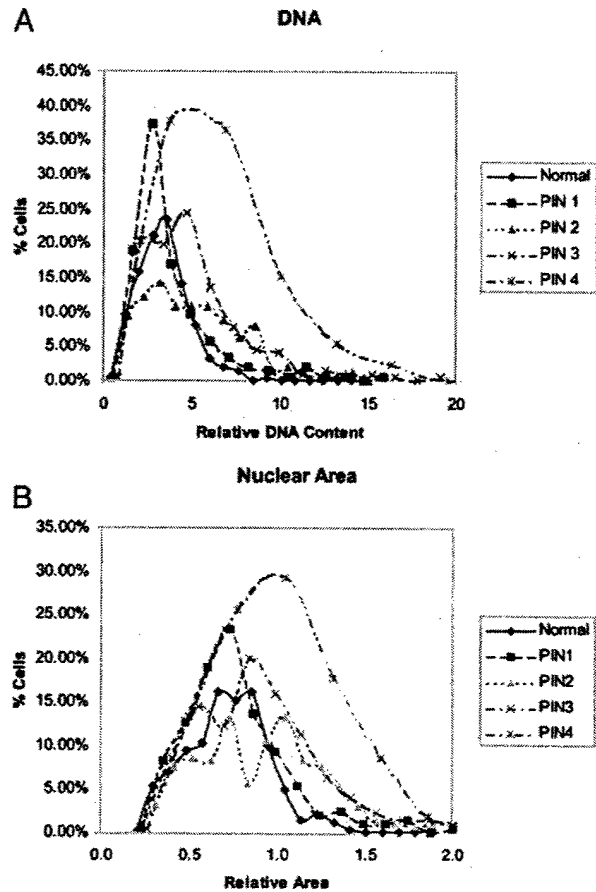 A
DNA
45.00%
40.00%
35.00%
30.00%
25.00%
20.00%
15.00%
10.00%
5.00%
0.00%
% Cells
0 5 10 15 20
Relative DNA Content
Normal
PIN 1
PIN 2
PIN 3
PIN 4
B
Nuclear Area
35.00%
30.00%
25.00%
20.00%
15.00%
10.00%
5.00%
0.00%
% Cells
0.0 0.5 1.0 1.5 2.0
Relative Area
Normal
PIN1
PIN2
PIN3
PIN4